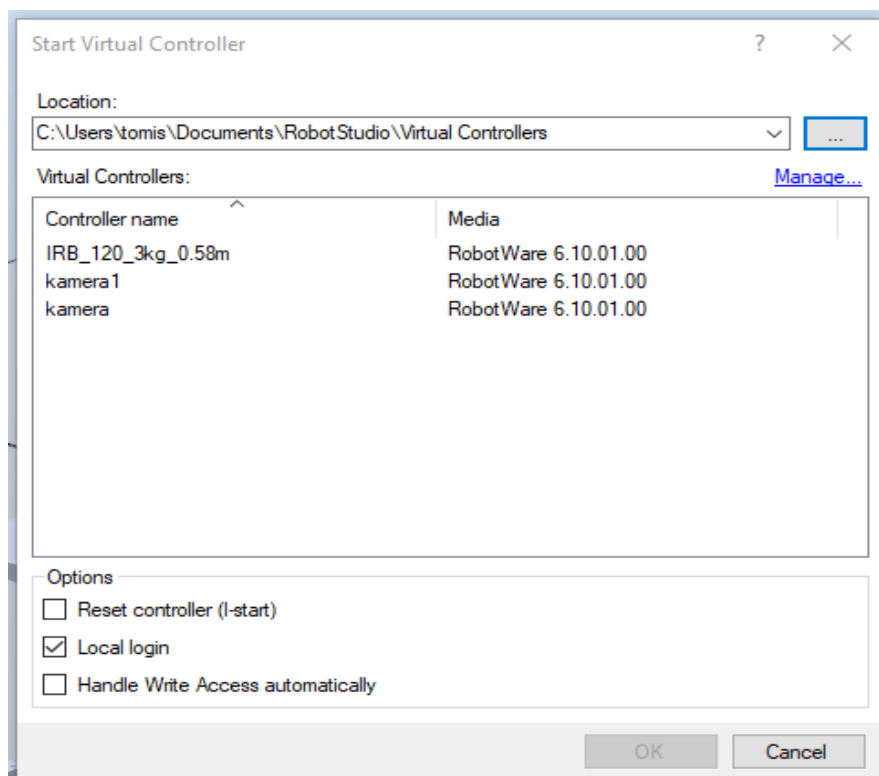 Start Virtual Controller ?
Location:
C:\Users\tomis\Documents\RobotStudio\Virtual Controllers ...
Virtual Controllers: Manage...
Controller name Media
IRB_120_3kg_0.58m RobotWare 6.10.01.00
kamera1 RobotWare 6.10.01.00
kamera RobotWare 6.10.01.00
Options
Reset controller (I-start)
Local login
Handle Write Access automatically
OK Cancel